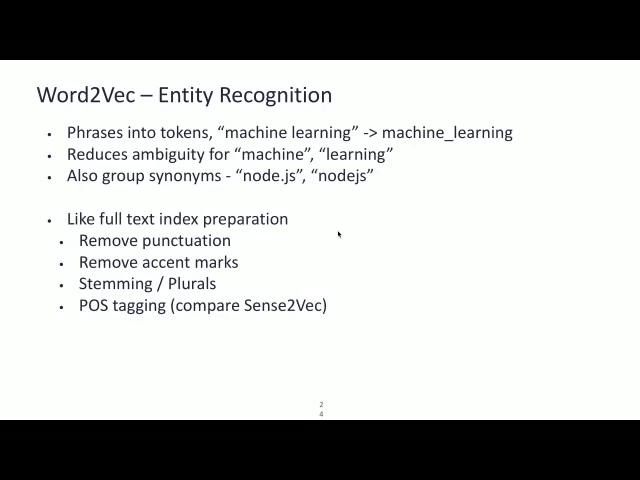 Word2Vec – Entity Recognition
• Phrases into tokens, “machine learning” -> machine_learning
• Reduces ambiguity for “machine”, “learning”
• Also group synonyms - “node.js”, “nodejs”
• Like full text index preparation
• Remove punctuation
• Remove accent marks
• Stemming / Plurals
• POS tagging (compare Sense2Vec)
2
4